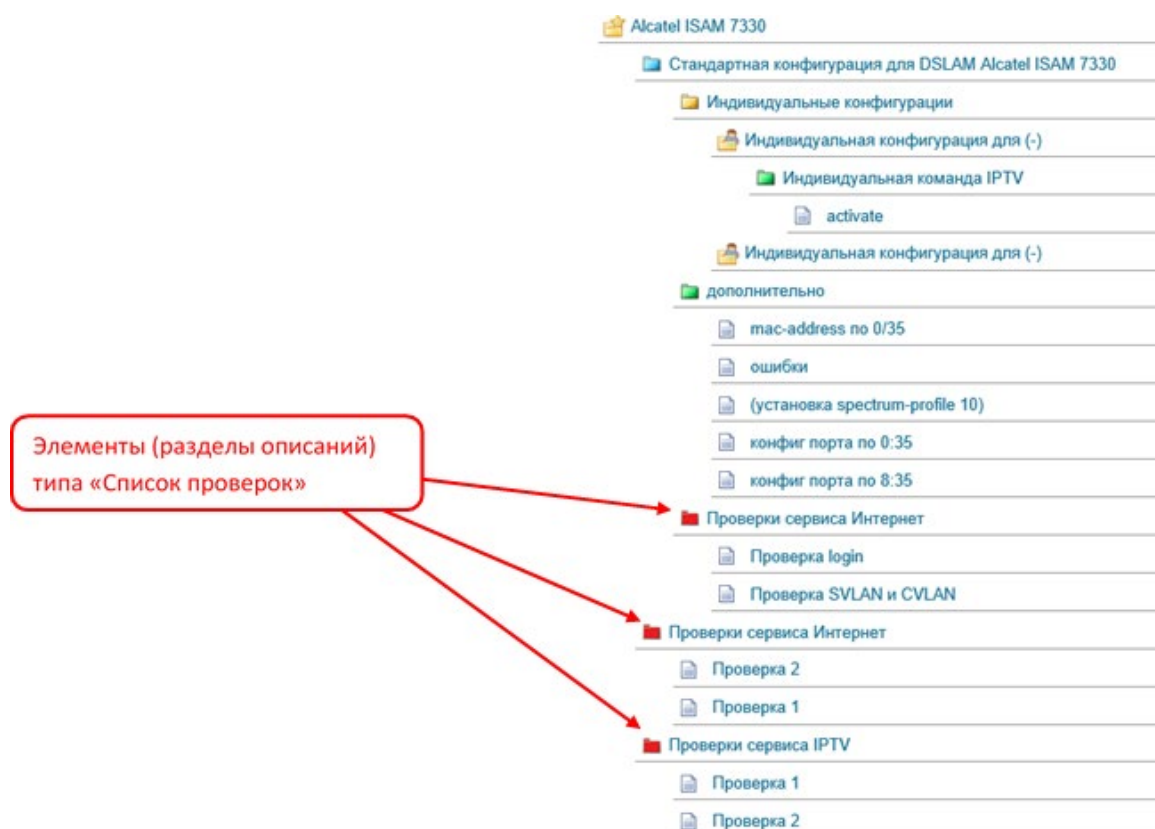 Alcatel ISAM 7330
Стандартная конфигурация для DSLAM Alcatel ISAM 7330
Индивидуальные конфигурации
Индивидуальная конфигурация для (-)
Индивидуальная команда IPTV
activate
Индивидуальная конфигурация для (-)
дополнительно
mac-address по 0/35
ошибки
(установка spectrum-profile 10)
конфиг порта по 0:35
конфиг порта по 8:35
Элементы (разделы описаний)
типа «Список проверок»
Проверки сервиса Интернет
Проверка login
Проверка SVLAN и CVLAN
Проверки сервиса Интернет
Проверка 2
Проверка 1
Проверки сервиса IPTV
Проверка 1
Проверка 2